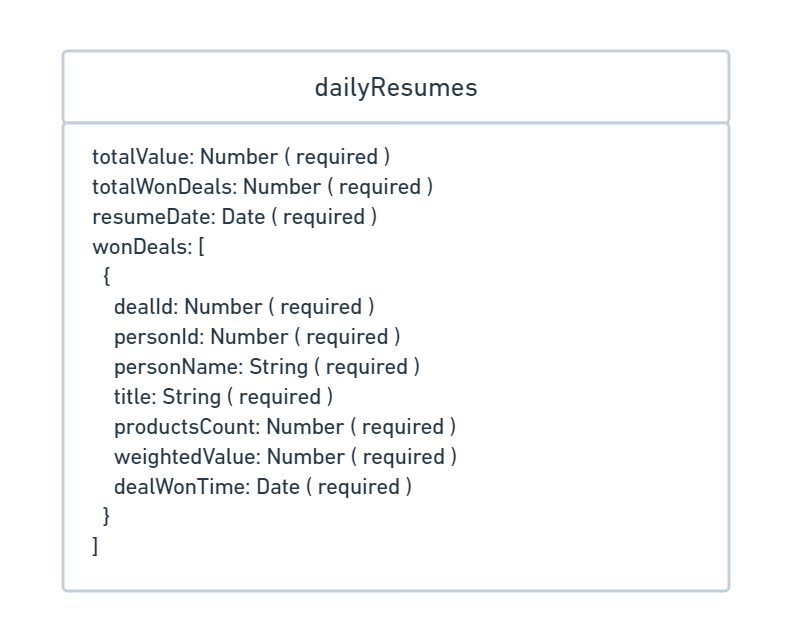 dailyResumes
totalValue: Number ( required )
totalWonDeals: Number ( required )
resumeDate: Date ( required )
wonDeals: [
{
dealId: Number ( required )
personId: Number ( required )
personName: String ( required )
title: String ( required )
productsCount: Number ( required )
weightedValue: Number ( required )
dealWonTime: Date ( required )
}
]